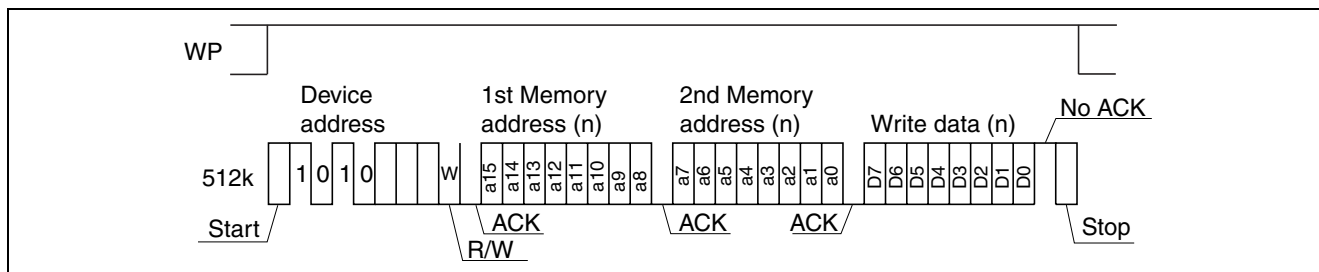 WP
Device 1st Memory 2nd Memory
address address (n) address (n) Write data (n) No ACK
512k 1 0 1 0 W a15 a14 a13 a12 a11 a10 a9 a8 a7 a6 a5 a4 a3 a2 a1 a0 D7 D6 D5 D4 D3 D2 D1 D0
Start ACK ACK ACK Stop
R/W